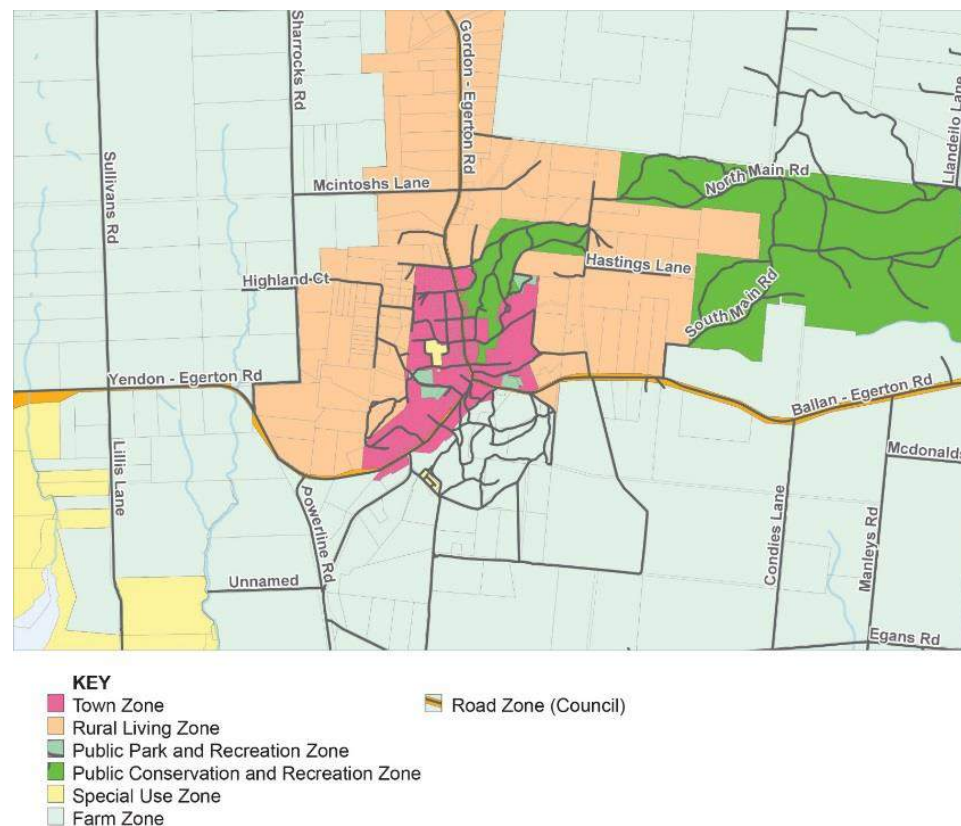 Sharrocks Rd
Gordon - Egerton Rd
Llandeilo Lane
Sullivans Rd
Mcintoshs Lane
North Main Rd
Hastings Lane
Highland Ct
South Main Rd
Yendon - Egerton Rd
Ballan - Egerton Rd
Lillis Lane
Powerline Rd
Mcdonalds
Condies Lane
Manleys Rd
Unnamed
Egans Rd
KEY
Town Zone
Road Zone (Council)
Rural Living Zone
Public Park and Recreation Zone
Public Conservation and Recreation Zone
Special Use Zone
Farm Zone